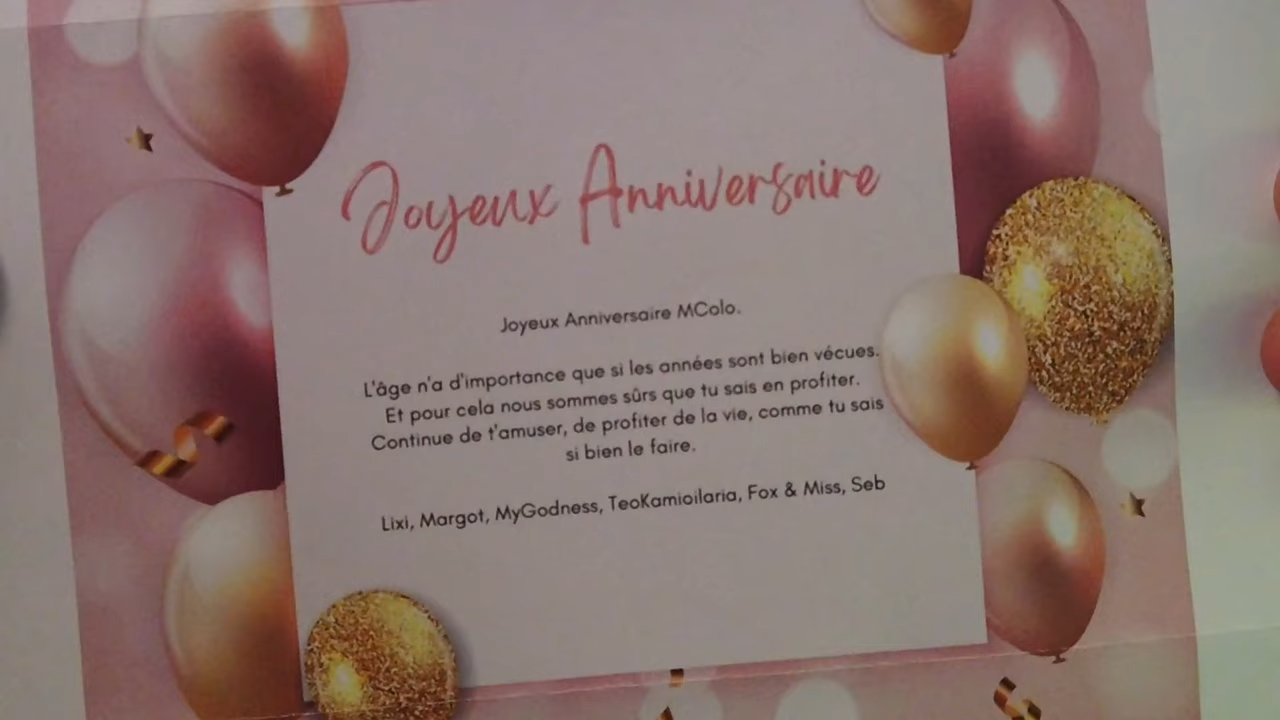 Joyeux Anniversaire
Joyeux Anniversaire MColo.
L'âge n'a d'importance que si les années sont bien vécues.
Et pour cela nous sommes sûrs que tu sais en profiter.
Continue de t'amuser, de profiter de la vie, comme tu sais
si bien le faire.
Lixi, Margot, MyGodness, TeoKamioilaria, Fox & Miss, Seb